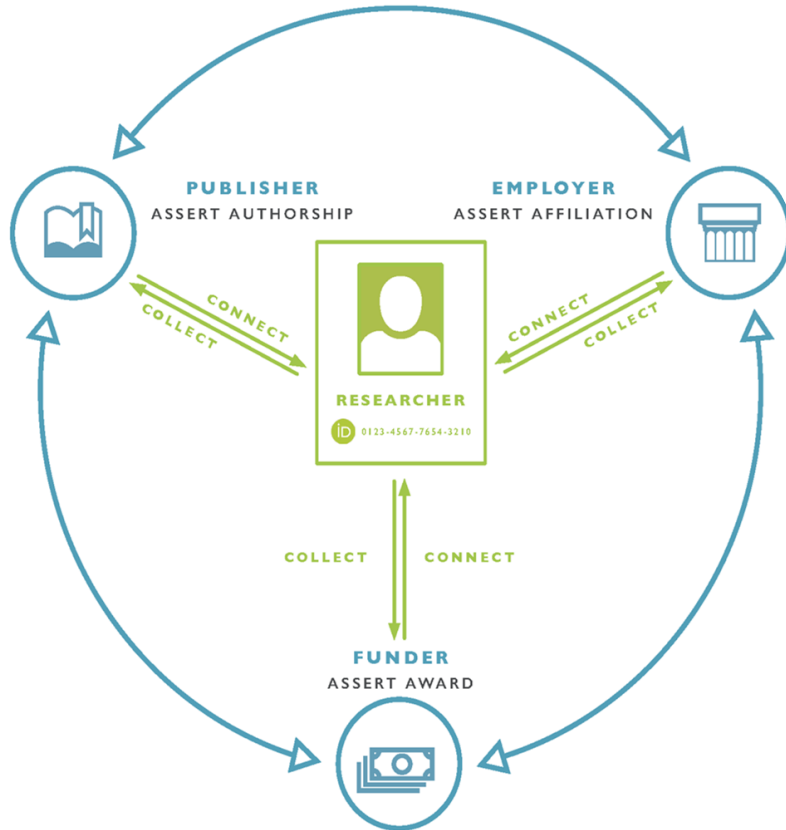 PUBLISHER
ASSERT AUTHORSHIP
EMPLOYER
ASSERT AFFILIATION
CONNECT
COLLECT
CONNECT
COLLECT
RESEARCHER
iD 0123-4567-7654-3210
COLLECT
CONNECT
FUNDER
ASSERT AWARD